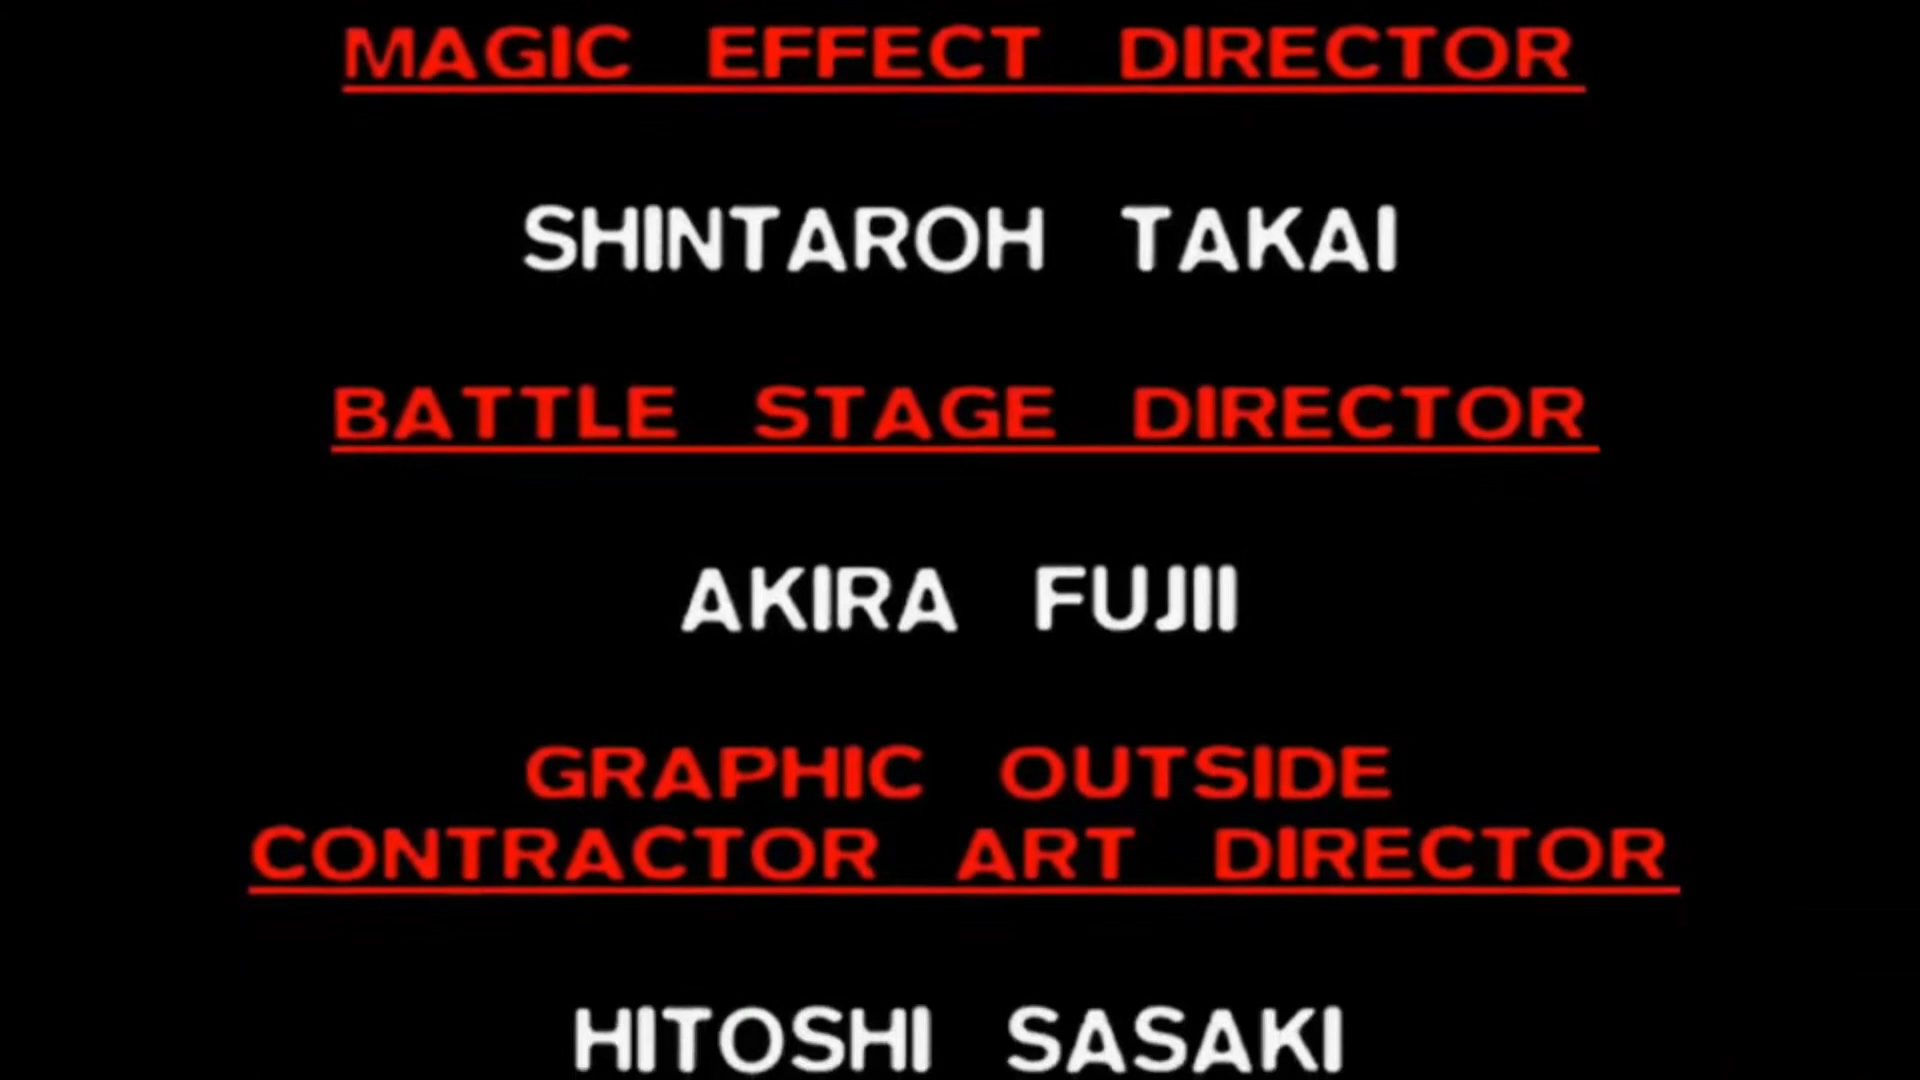 MAGIC EFFECT DIRECTOR
SHINTAROH TAKAI
BATTLE STAGE DIRECTOR
AKIRA FUJII
GRAPHIC OUTSIDE
CONTRACTOR ART DIRECTOR
HITOSHI SASAKI